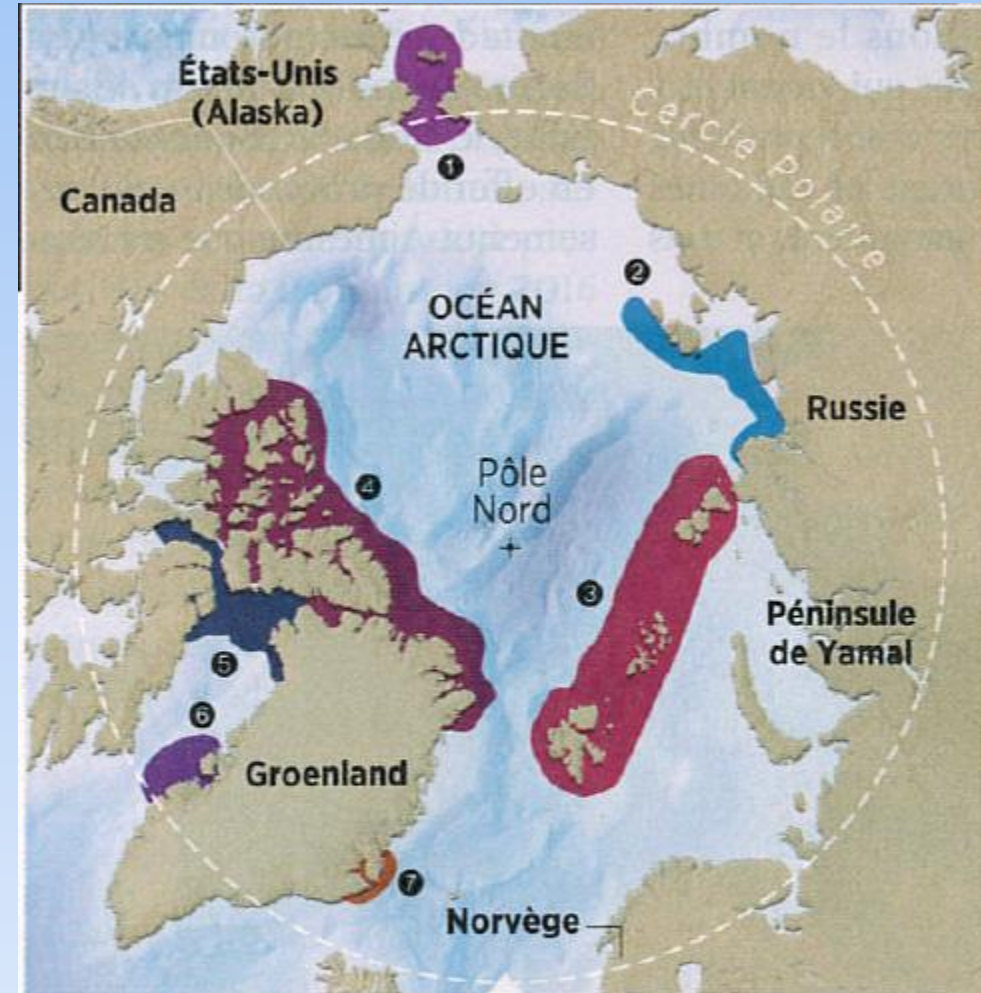 États-Unis
(Alaska)
Cercle Polaire
1
Canada
2
OCÉAN
ARCTIQUE
Russie
4
Pôle
Nord
3
Péninsule
de Yamal
5
6
Groenland
7
Norvège